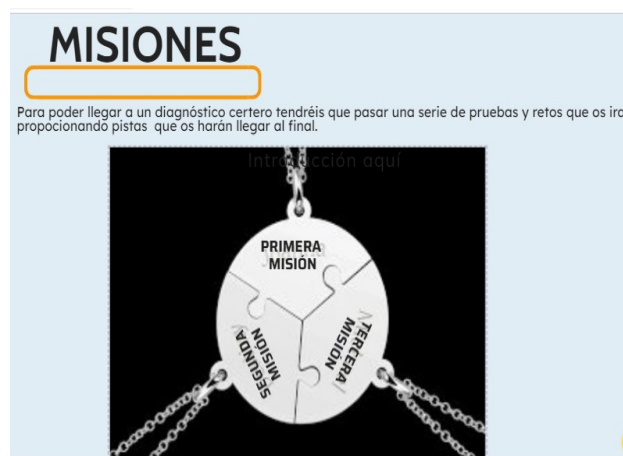 MISIONES
Para poder llegar a un diagnóstico certero tendréis que pasar una serie de pruebas y retos que os
propocionando pistas que os harán llegar al final.
Introducción aquí
PRIMERA
MISIÓN
SEGUNDA
MISIÓN
TERCERA
MISIÓN